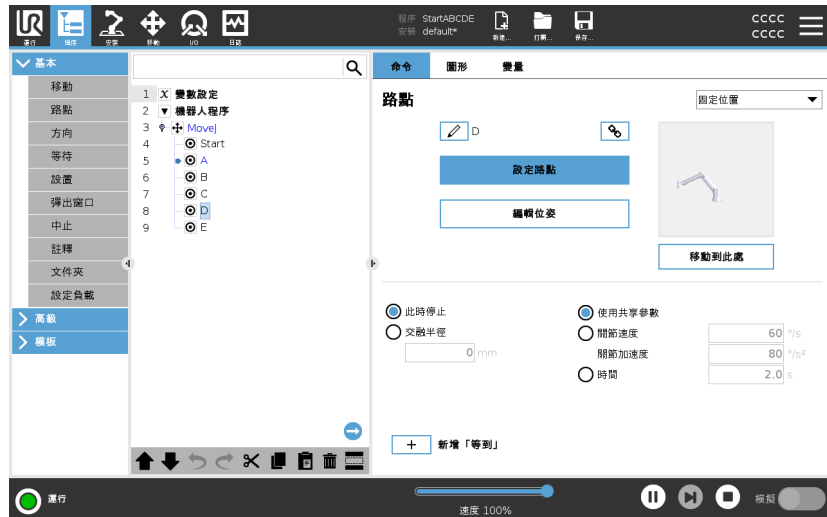 運行
程序
安裝
移動
I/O
日誌
程序 StartABCDE
安裝 default*
新建...
打開...
保存...
CCCC
CCCC
基本
移動
路點
方向
等待
設置
彈出窗口
中止
註釋
文件夾
設定負載
高級
模板
1 X 變數設定
2 ▼ 機器人程序
3 MoveJ
4 Start
5 A
6 B
7 C
8 D
9 E
命令 圖形 變量
路點
固定位置
D
設定路點
編輯位姿
移動到此處
此時停止
交融半徑
0 mm
使用共享參數
關節速度 60 °/s
關節加速度 80 °/s²
時間 2.0 s
+ 新增「等到」
運行
速度 100%
模擬